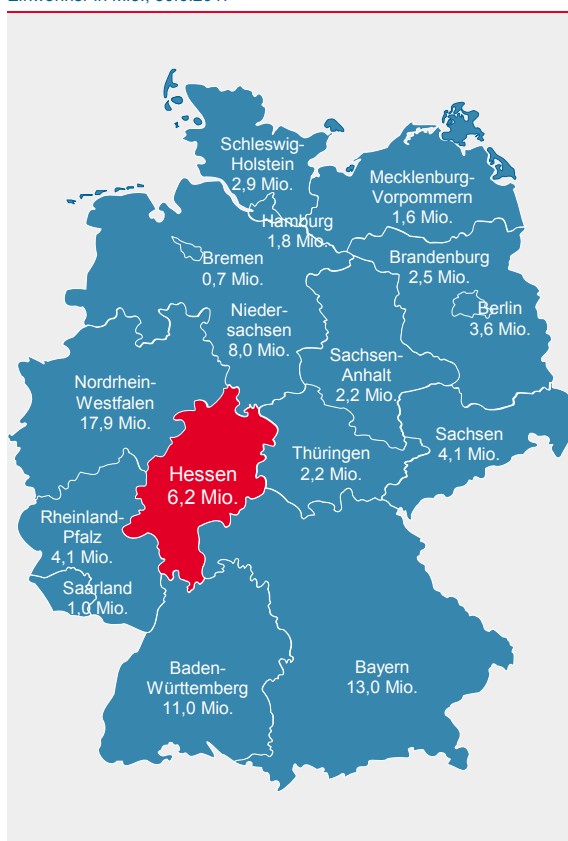 Schleswig-
Holstein
2,9 Mio.
Mecklenburg-
Vorpommern
1,6 Mio.
Hamburg
1,8 Mio.
Bremen
0,7 Mio.
Brandenburg
2,5 Mio.
Berlin
3,6 Mio.
Nieder-
sachsen
8,0 Mio.
Sachsen-
Anhalt
2,2 Mio.
Nordrhein-
Westfalen
17,9 Mio.
Sachsen
4,1 Mio.
Thüringen
2,2 Mio.
Hessen
6,2 Mio.
Rheinland-
Pfalz
4,1 Mio.
Saarland
1,0 Mio.
Baden-
Württemberg
11,0 Mio.
Bayern
13,0 Mio.